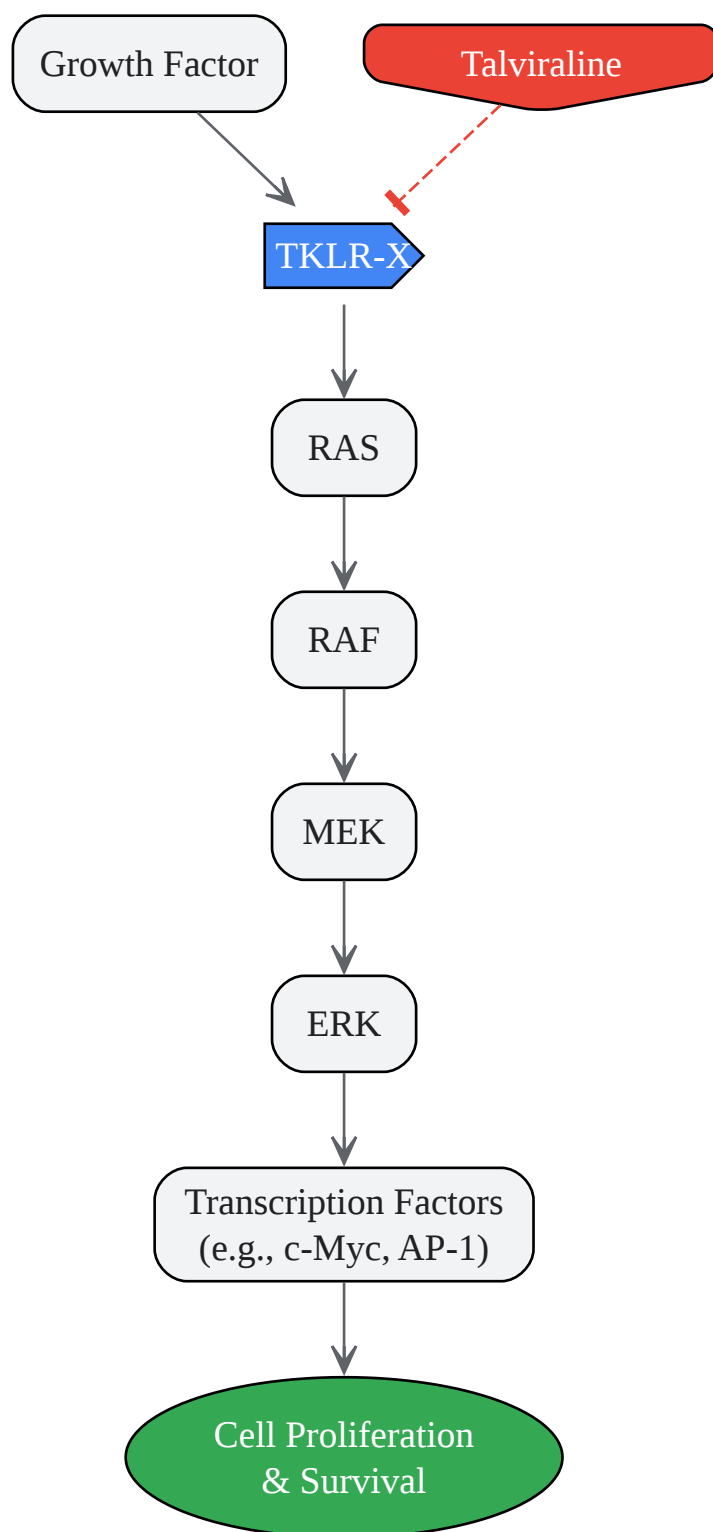 Growth Factor
Talviraline
TKLR-X
RAS
RAF
MEK
ERK
Transcription Factors
(e.g., c-Myc, AP-1)
Cell Proliferation
& Survival